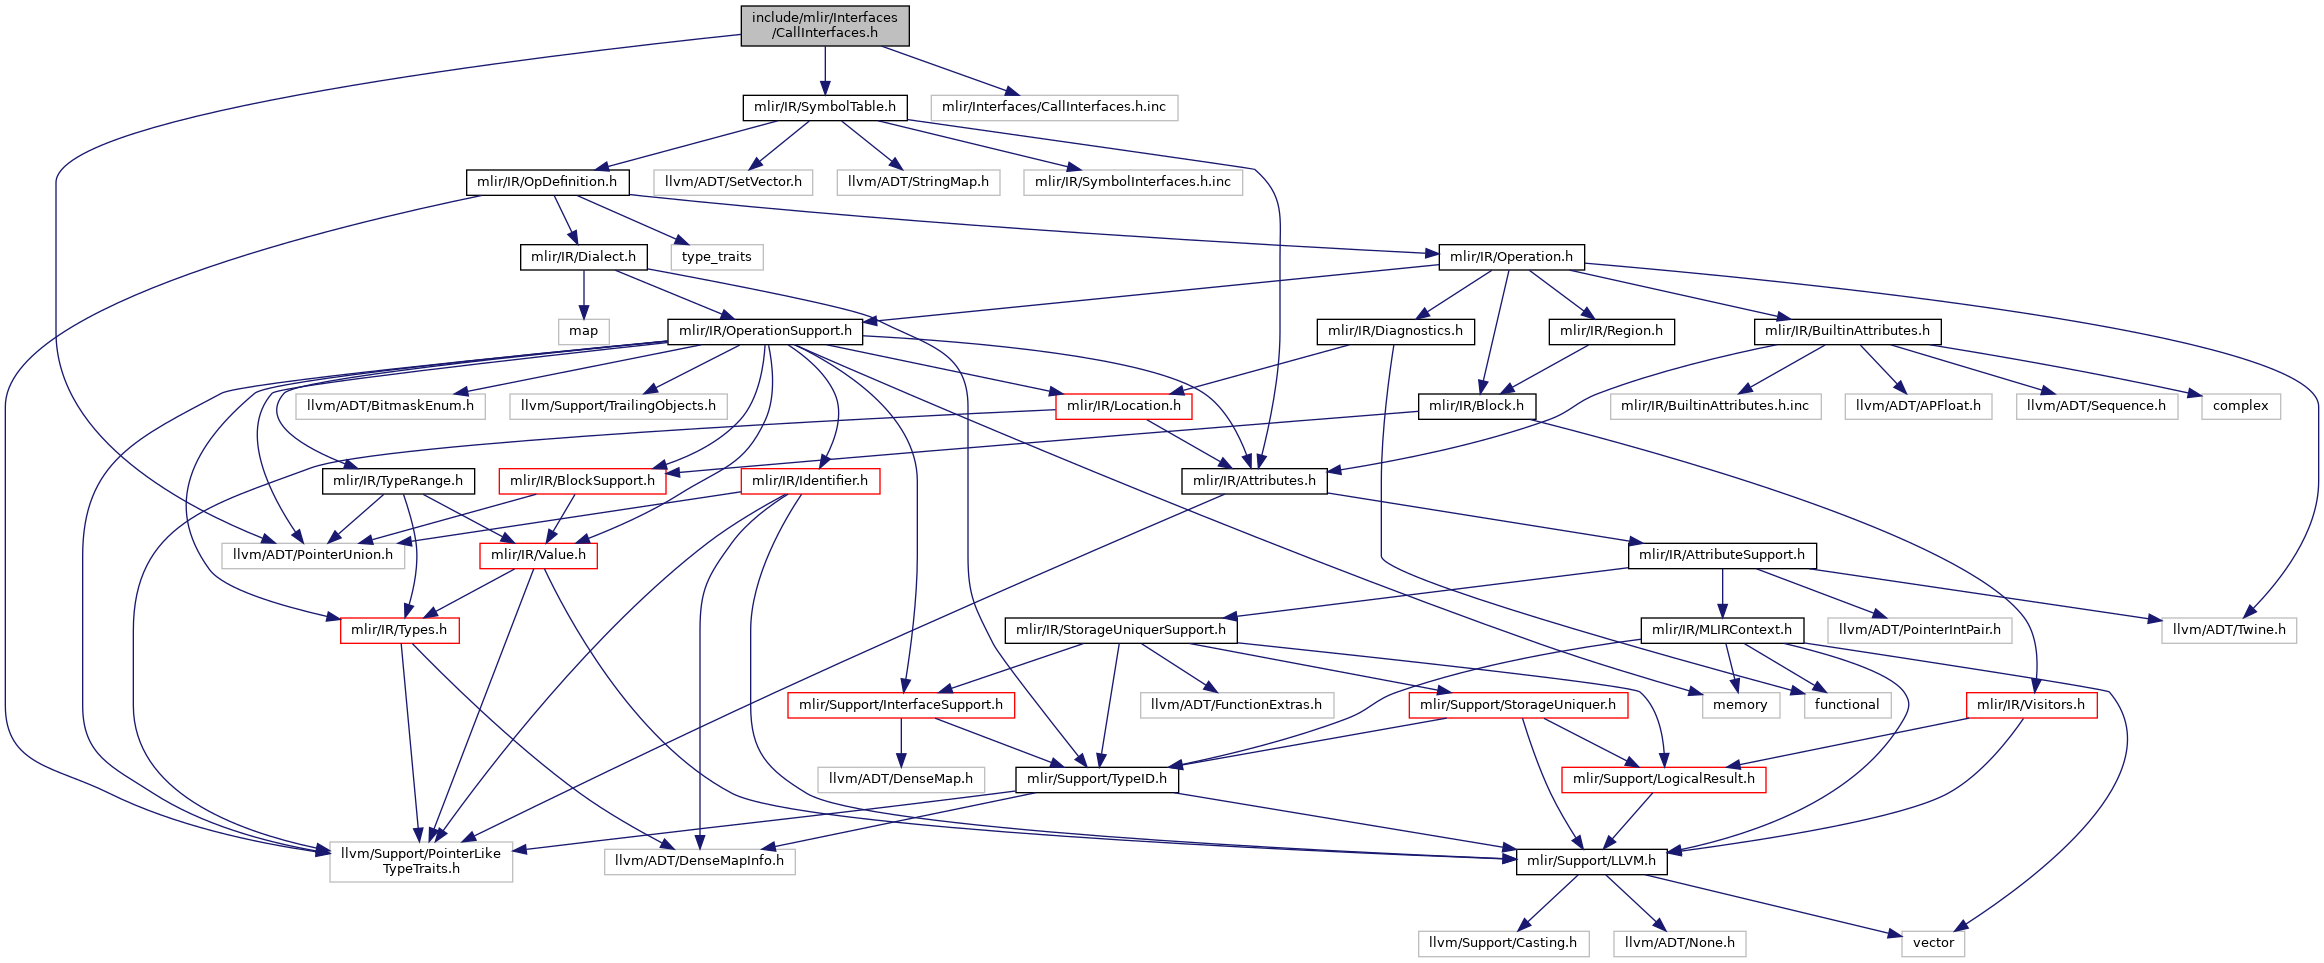 include/mlir/Interfaces
/CallInterfaces.h
mlir/IR/SymbolTable.h
mlir/Interfaces/CallInterfaces.h.inc
mlir/IR/OpDefinition.h
llvm/ADT/SetVector.h
llvm/ADT/StringMap.h
mlir/IR/SymbolInterfaces.h.inc
mlir/IR/Dialect.h
type_traits
mlir/IR/Operation.h
map
mlir/IR/OperationSupport.h
mlir/IR/Diagnostics.h
mlir/IR/Region.h
mlir/IR/BuiltinAttributes.h
llvm/ADT/BitmaskEnum.h
llvm/Support/TrailingObjects.h
mlir/IR/Location.h
mlir/IR/Block.h
mlir/IR/BuiltinAttributes.h.inc
llvm/ADT/APFloat.h
llvm/ADT/Sequence.h
complex
mlir/IR/TypeRange.h
mlir/IR/BlockSupport.h
mlir/IR/Identifier.h
mlir/IR/Attributes.h
llvm/ADT/PointerUnion.h
mlir/IR/Value.h
mlir/IR/AttributeSupport.h
mlir/IR/Types.h
mlir/IR/StorageUniquerSupport.h
mlir/IR/MLIRContext.h
llvm/ADT/PointerIntPair.h
llvm/ADT/Twine.h
mlir/Support/InterfaceSupport.h
llvm/ADT/FunctionExtras.h
mlir/Support/StorageUniquer.h
memory
functional
mlir/IR/Visitors.h
llvm/ADT/DenseMap.h
mlir/Support/TypeID.h
mlir/Support/LogicalResult.h
llvm/Support/PointerLike
TypeTraits.h
llvm/ADT/DenseMapInfo.h
mlir/Support/LLVM.h
llvm/Support/Casting.h
llvm/ADT/None.h
vector